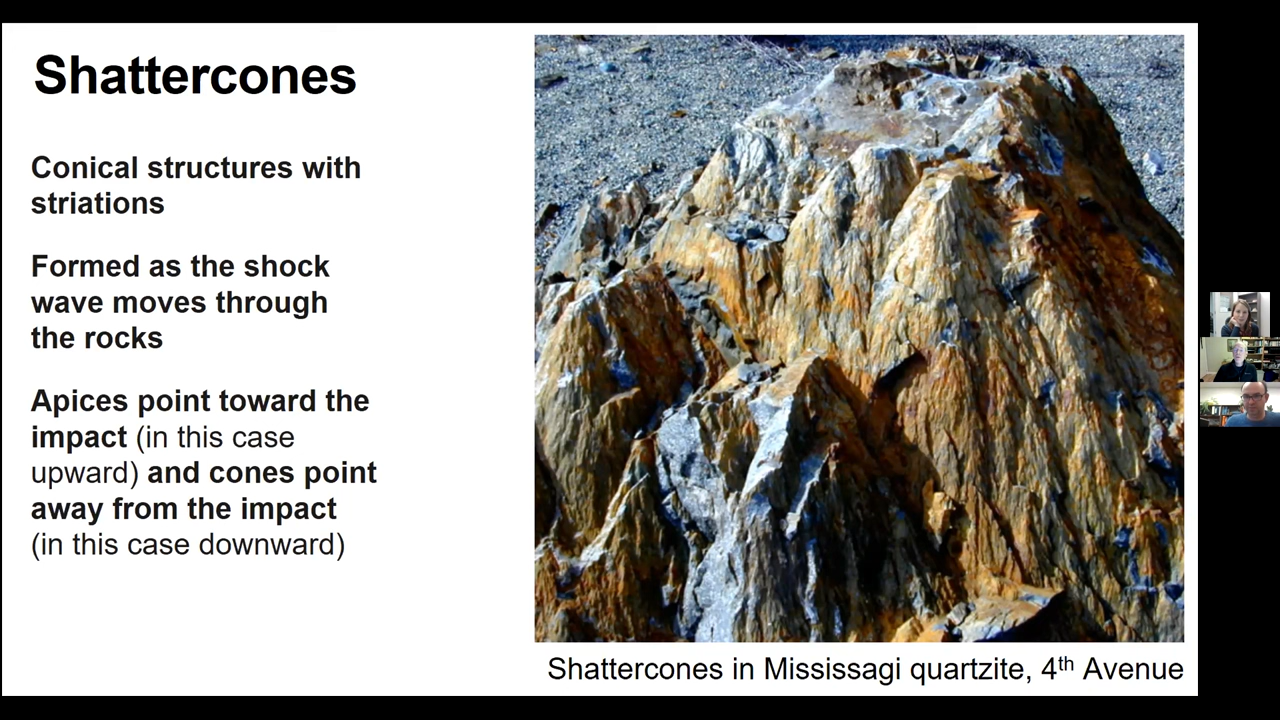 Shattercones
Conical structures with
striations
Formed as the shock
wave moves through
the rocks
Apices point toward the
impact (in this case
upward) and cones point
away from the impact
(in this case downward)
Shattercones in Mississagi quartzite, 4th Avenue